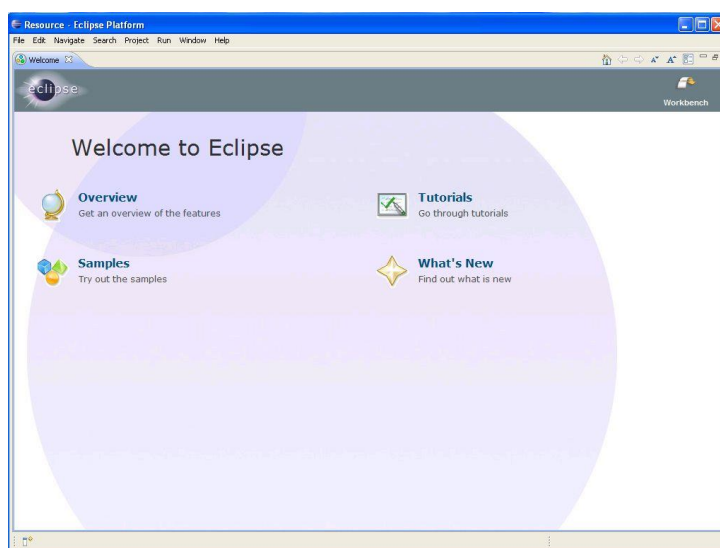 Resource - Eclipse Platform
File Edit Navigate Search Project Run Window Help
Welcome
eclipse
Workbench
Welcome to Eclipse
Overview
Get an overview of the features
Tutorials
Go through tutorials
Samples
Try out the samples
What's New
Find out what is new